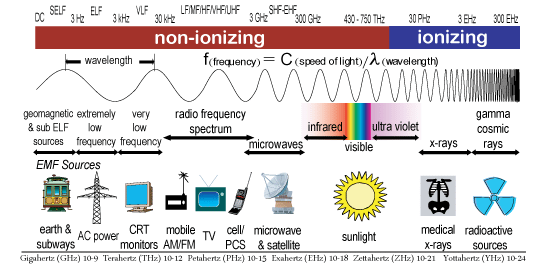 DC SELF 3 Hz ELF 3 kHz VLF 30 kHz LF/MF/HF/VHF/UHF 3 GHz SHF-EHF 300 GHz 430 - 750 THz 30 PHz 3 EHz 300 EHz
non-ionizing ionizing
wavelength f(frequency) = C (speed of light)/λ(wavelength)
geomagnetic
& sub ELF
sources
extremely
low
frequency
very
low
frequency
radio frequency
spectrum
microwaves
infrared
visible
ultra violet
x-rays
gamma
cosmic
rays
EMF Sources
earth &
subways
AC power
CRT
monitors
mobile
AM/FM
TV
cell/
PCS
microwave
& satellite
sunlight
medical
x-rays
radioactive
sources
Gigahertz (GHz) 10-9 Terahertz (THz) 10-12 Petahertz (PHz) 10-15 Exahertz (EHz) 10-18 Zettahertz (ZHz) 10-21 Yottahertz (YHz) 10-24